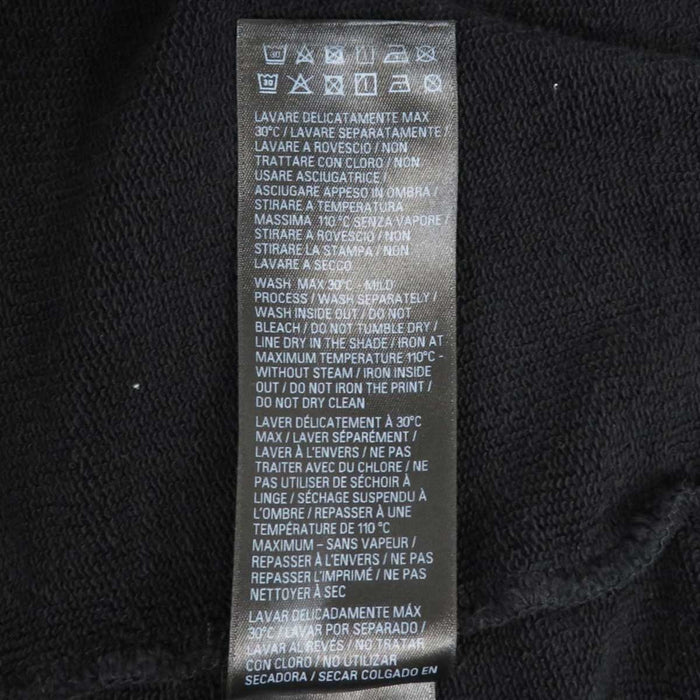 30
30
LAVARE DELICATAMENTE MAX
30°C / LAVARE SEPARATAMENTE /
LAVARE A ROVESCIO / NON
TRATTARE CON CLORO / NON
USARE ASCIUGATRICE /
ASCIUGARE APPESO IN OMBRA /
STIRARE A TEMPERATURA
MASSIMA 110°C SENZA VAPORE /
STIRARE A ROVESCIO / NON
STIRARE LA STAMPA / NON
LAVARE A SECCO
WASH MAX 30°C - MILD
PROCESS / WASH SEPARATELY /
WASH INSIDE OUT / DO NOT
BLEACH / DO NOT TUMBLE DRY /
LINE DRY IN THE SHADE / IRON AT
MAXIMUM TEMPERATURE 110°C -
WITHOUT STEAM / IRON INSIDE
OUT / DO NOT IRON THE PRINT /
DO NOT DRY CLEAN
LAVER DÉLICATEMENT À 30°C
MAX / LAVER SÉPARÉMENT /
LAVER À L'ENVERS / NE PAS
TRAITER AVEC DU CHLORE / NE
PAS UTILISER DE SÉCHOIR À
LINGE / SÉCHAGE SUSPENDU À
L'OMBRE / REPASSER À UNE
TEMPÉRATURE DE 110°C
MAXIMUM – SANS VAPEUR /
REPASSER À L'ENVERS / NE PAS
REPASSER L'IMPRIMÉ / NE PAS
NETTOYER À SEC
LAVAR DELICADAMENTE MÁX
30°C / LAVAR POR SEPARADO /
LAVAR AL REVÉS / NO TRATAR
CON CLORO / NO UTILIZAR
SECADORA / SECAR COLGADO EN